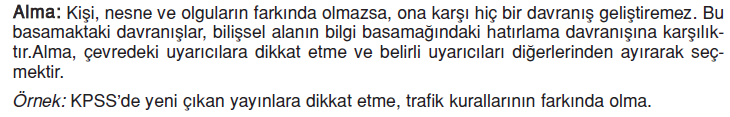 Alma: Kişi, nesne ve olguların farkında olmazsa, ona karşı hiç bir davranış geliştiremez. Bu
basamaktaki davranışlar, bilişsel alanın bilgi basamağındaki hatırlama davranışına karşılık-
tır.Alma, çevredeki uyarıcılara dikkat etme ve belirli uyarıcıları diğerlerinden ayırarak seç-
mektir.
Örnek: KPSS’de yeni çıkan yayınlara dikkat etme, trafik kurallarının farkında olma.